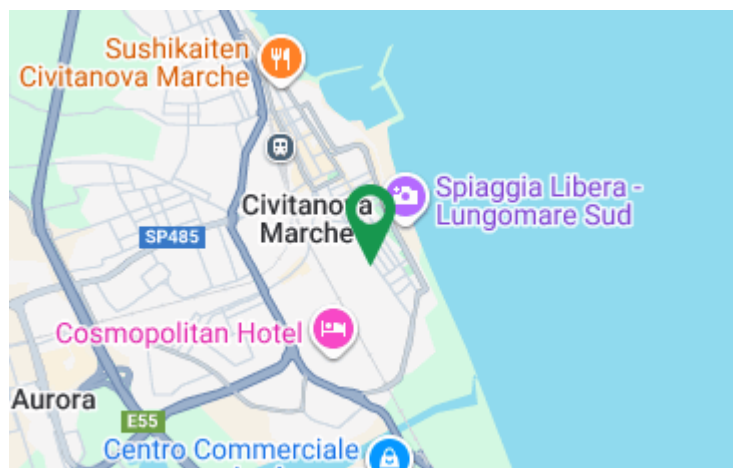 Sushikaiten
Civitanova Marche
Civitanova
Marche
Spiaggia Libera -
Lungomare Sud
SP485
Cosmopolitan Hotel
Aurora
E55
Centro Commerciale